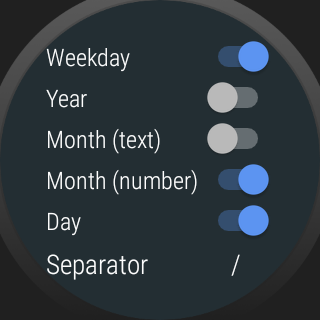 Weekday
Year
Month (text)
Month (number)
Day
Separator /